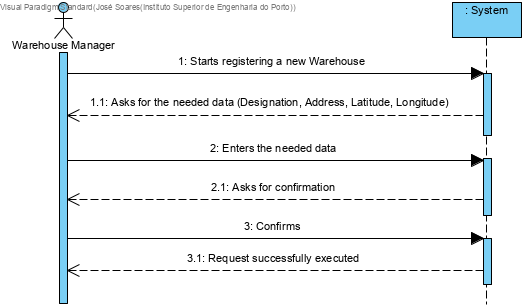 Visual Paradigm Standard(José Soares(Instituto Superior de Engenharia do Porto))
: System
Warehouse Manager
1: Starts registering a new Warehouse
1.1: Asks for the needed data (Designation, Address, Latitude, Longitude)
2: Enters the needed data
2.1: Asks for confirmation
3: Confirms
3.1: Request successfully executed